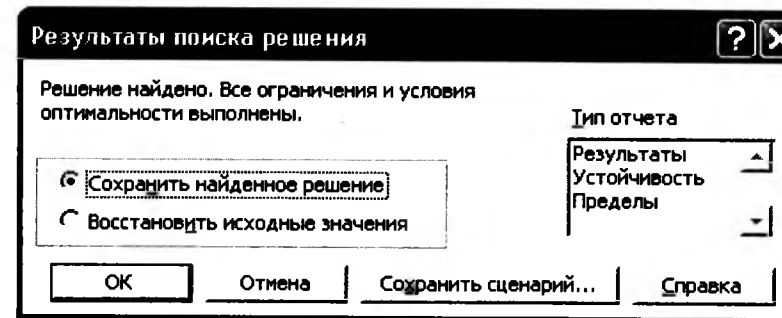 Результаты поиска решения
Решение найдено. Все ограничения и условия
оптимальности выполнены.
Тип отчета
Результаты
Устойчивость
Пределы
Сохранить найденное решение
Восстановить исходные значения
ОК
Отмена
Сохранить сценарий...
Справка